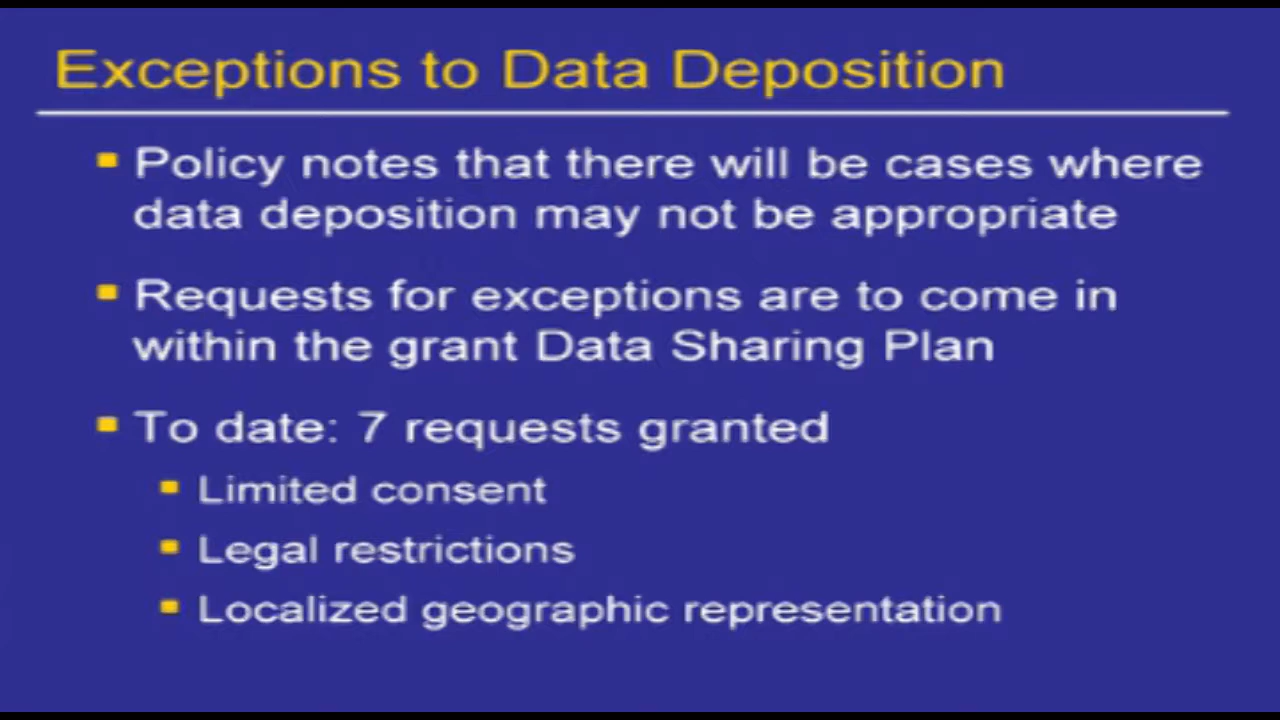 Exceptions to Data Deposition
Policy notes that there will be cases where
data deposition may not be appropriate
Requests for exceptions are to come in
within the grant Data Sharing Plan
To date: 7 requests granted
Limited consent
Legal restrictions
Localized geographic representation